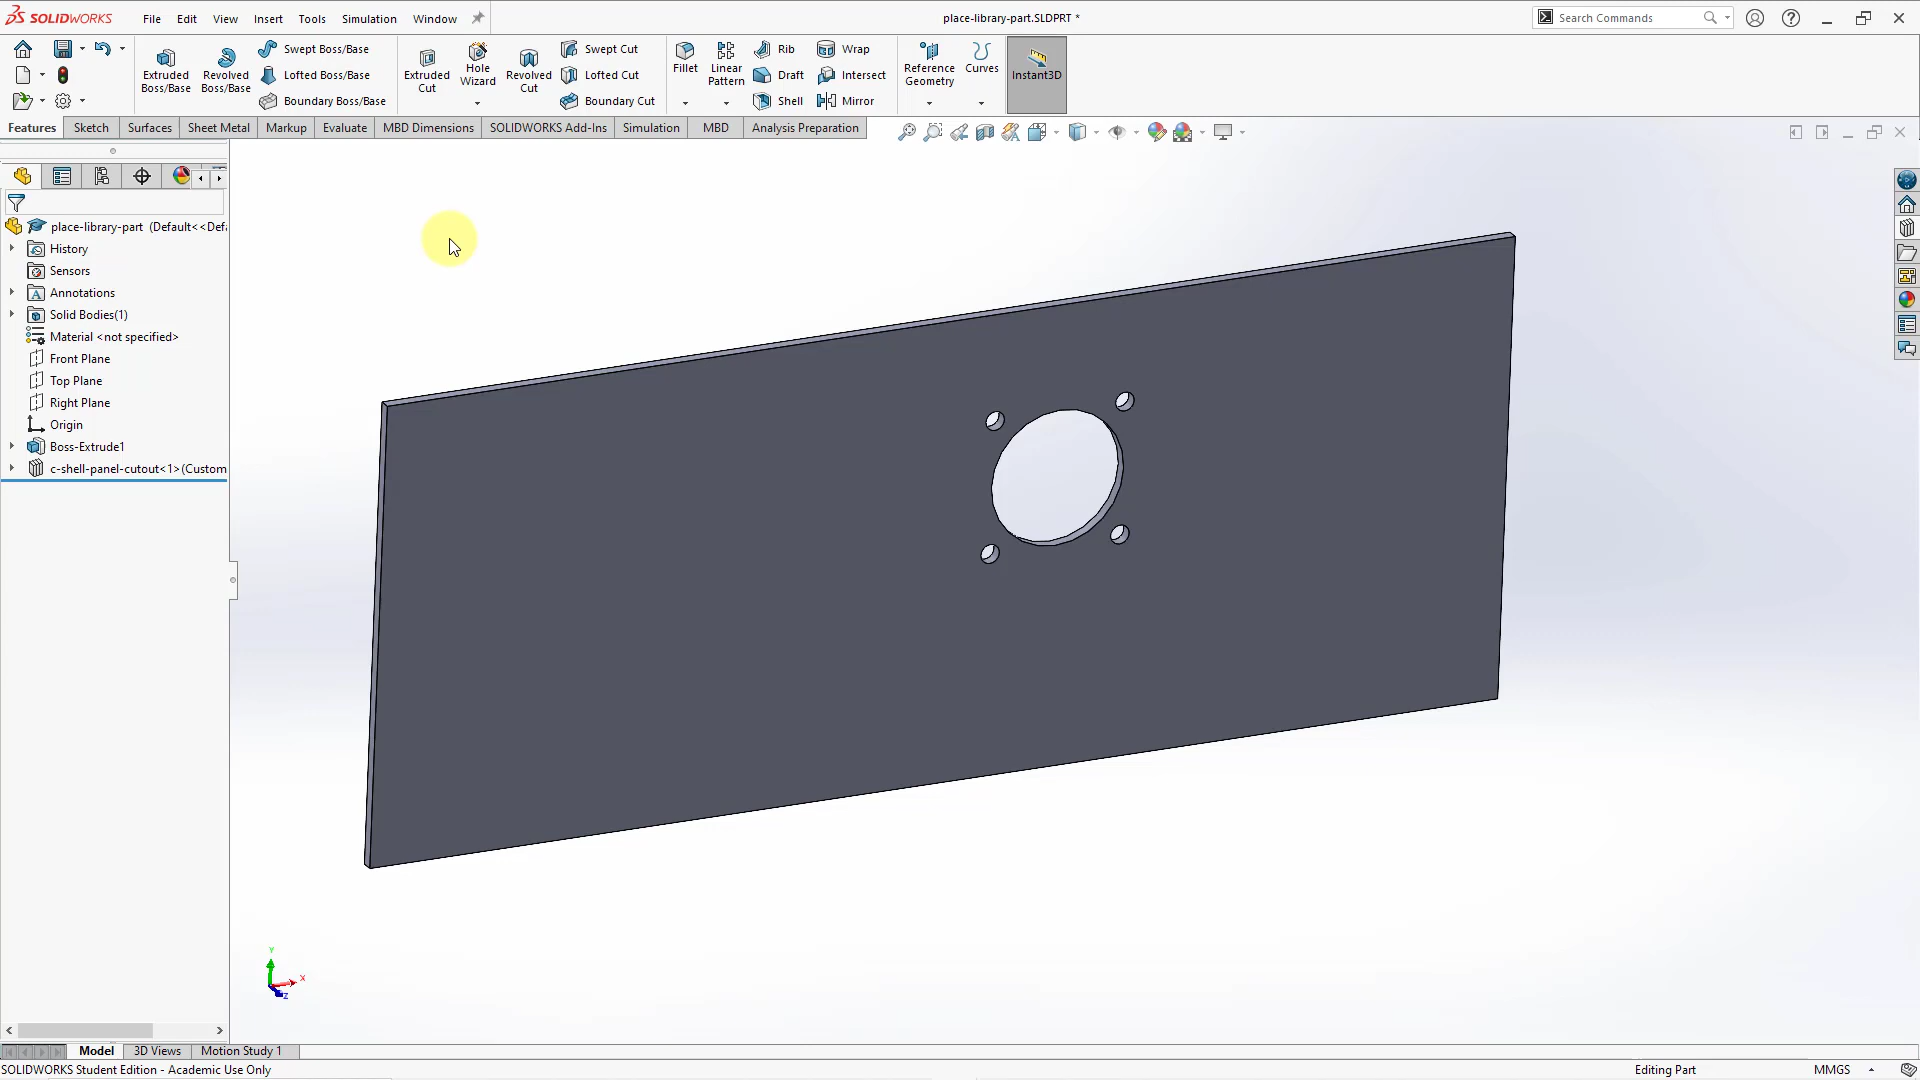 SOLIDWORKS File Edit View Insert Tools Simulation Window place-library-part.SLDPRT * Search Commands
Extruded Boss/Base
Revolved Boss/Base
Swept Boss/Base
Lofted Boss/Base
Boundary Boss/Base
Extruded Cut
Hole Wizard
Revolved Cut
Swept Cut
Lofted Cut
Boundary Cut
Fillet
Linear Pattern
Rib
Draft
Shell
Wrap
Intersect
Mirror
Reference Geometry
Curves
Instant3D
Features Sketch Surfaces Sheet Metal Markup Evaluate MBD Dimensions SOLIDWORKS Add-Ins Simulation MBD Analysis Preparation
place-library-part (Default<<Def
History
Sensors
Annotations
Solid Bodies(1)
Material <not specified>
Front Plane
Top Plane
Right Plane
Origin
Boss-Extrude1
c-shell-panel-cutout<1>(Custom
Y
X
Z
Model 3D Views Motion Study 1
SOLIDWORKS Student Edition - Academic Use Only Editing Part MMGS